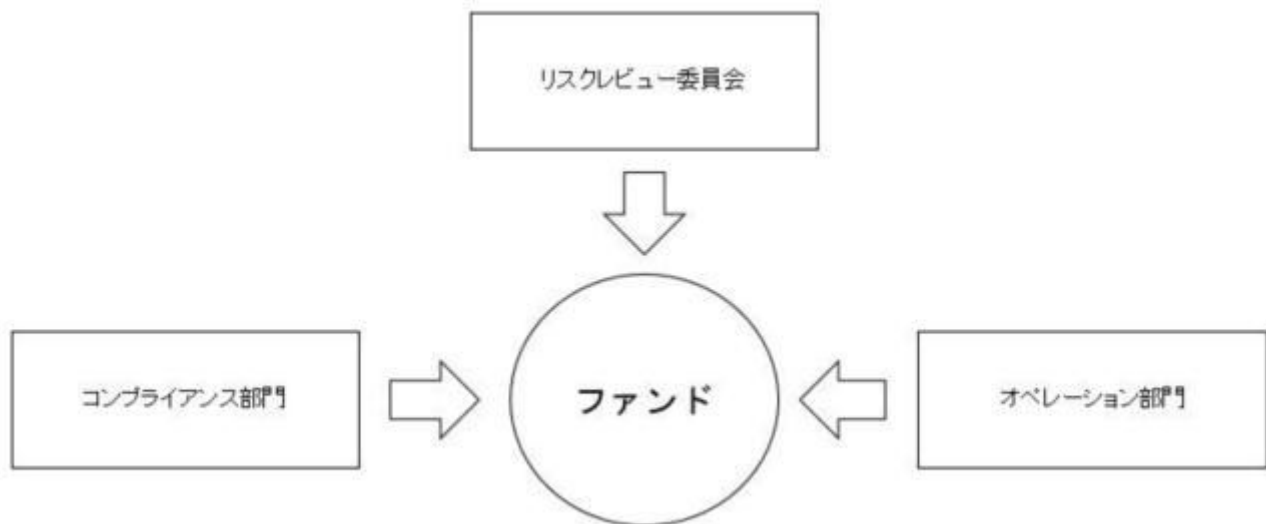 リスクレビュー委員会
コンプライアンス部門
ファンド
オペレーション部門